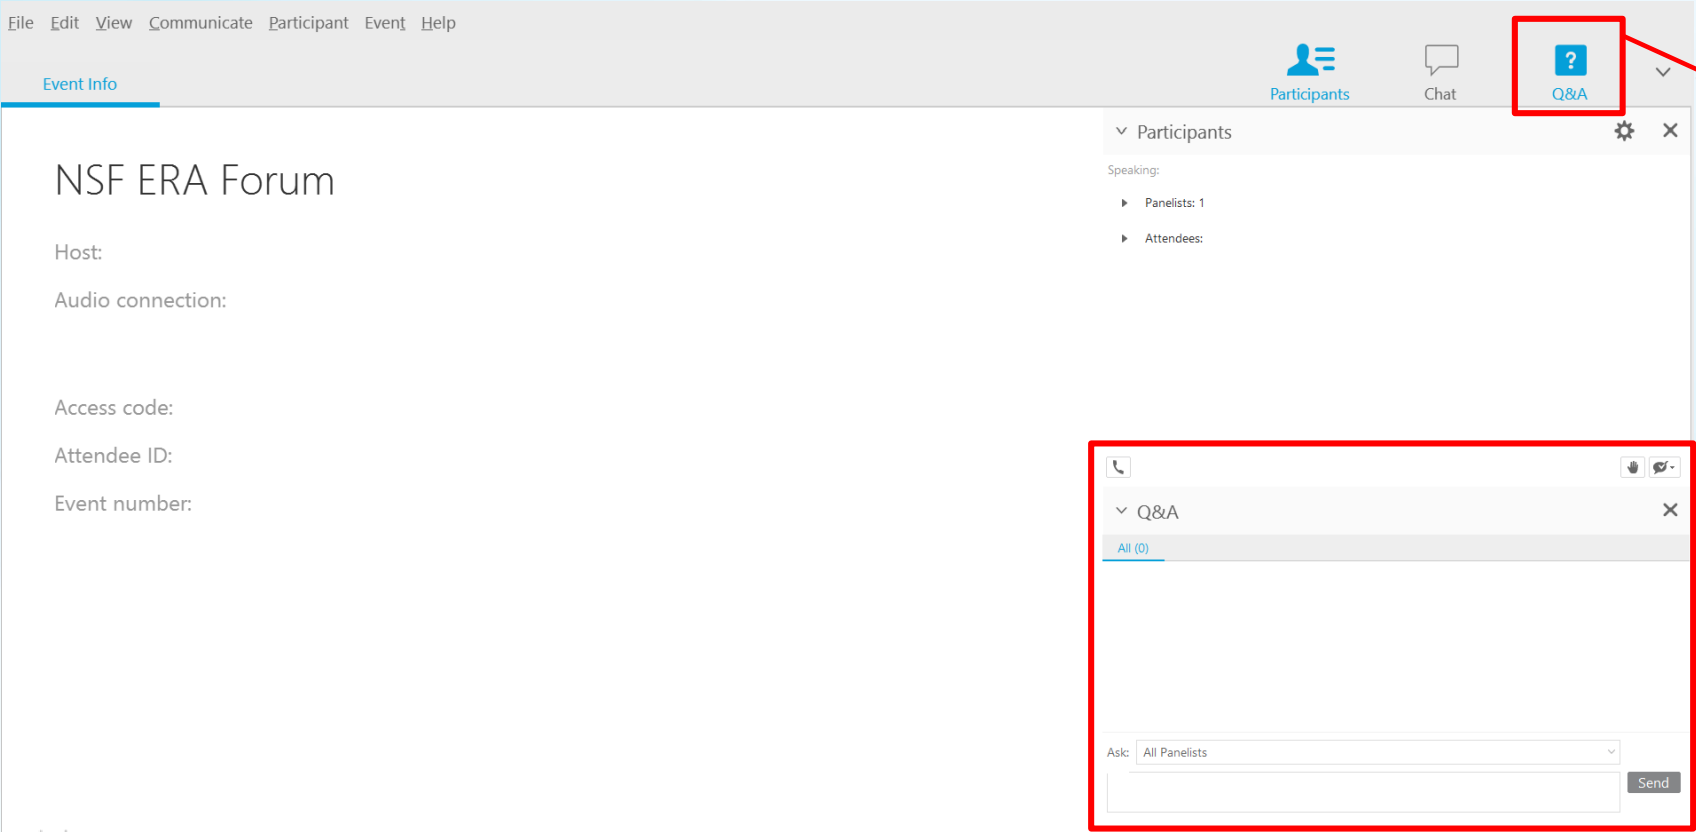 File Edit View Communicate Participant Event Help
Event Info
Participants Chat Q&A
NSF ERA Forum
Host:
Audio connection:
Access code:
Attendee ID:
Event number:
Participants
Speaking:
Panelists: 1
Attendees:
Q&A
All (0)
Ask: All Panelists
Send